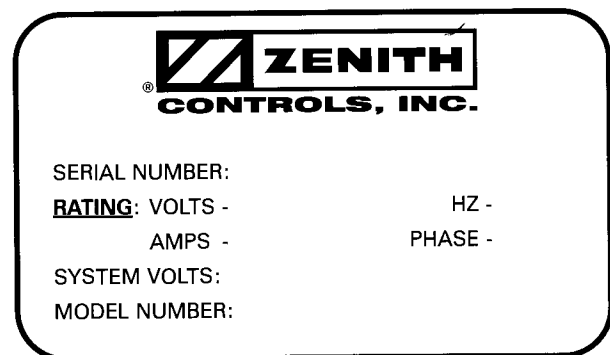 ZENITH
®
CONTROLS, INC.
SERIAL NUMBER:
RATING: VOLTS - HZ -
AMPS - PHASE -
SYSTEM VOLTS:
MODEL NUMBER: